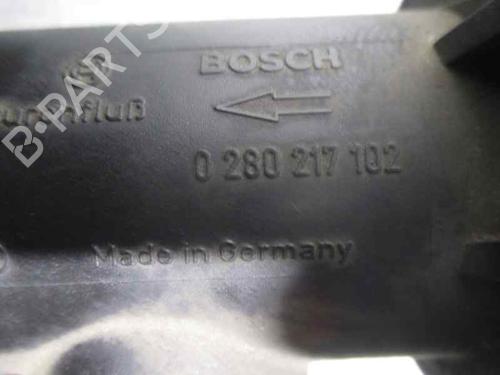 BOSCH
0 280 217 102
Made in Germany
B-PARTS